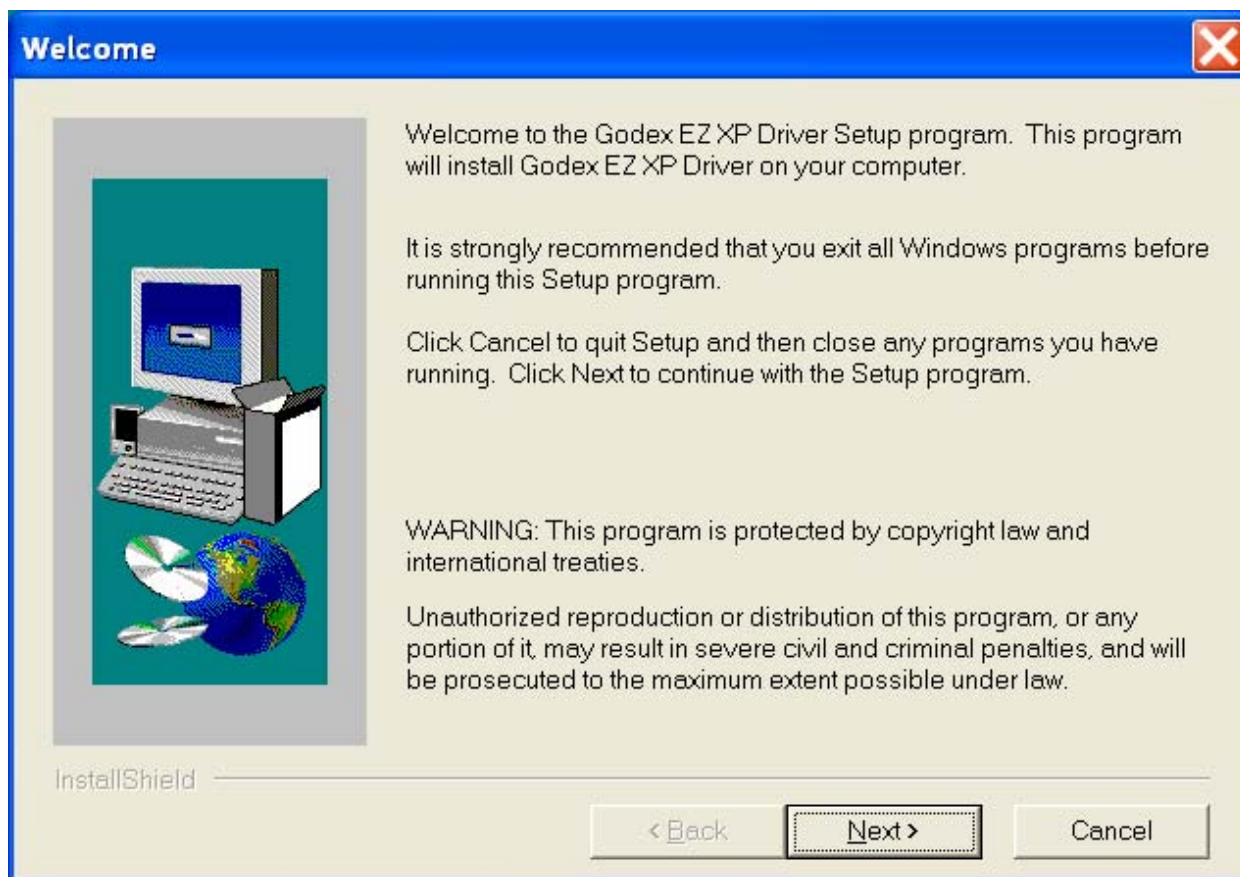 Welcome
Welcome to the Godex EZ XP Driver Setup program. This program
will install Godex EZ XP Driver on your computer.
It is strongly recommended that you exit all Windows programs before
running this Setup program.
Click Cancel to quit Setup and then close any programs you have
running. Click Next to continue with the Setup program.
WARNING: This program is protected by copyright law and
international treaties.
Unauthorized reproduction or distribution of this program, or any
portion of it, may result in severe civil and criminal penalties, and will
be prosecuted to the maximum extent possible under law.
InstallShield
< Back Next > Cancel